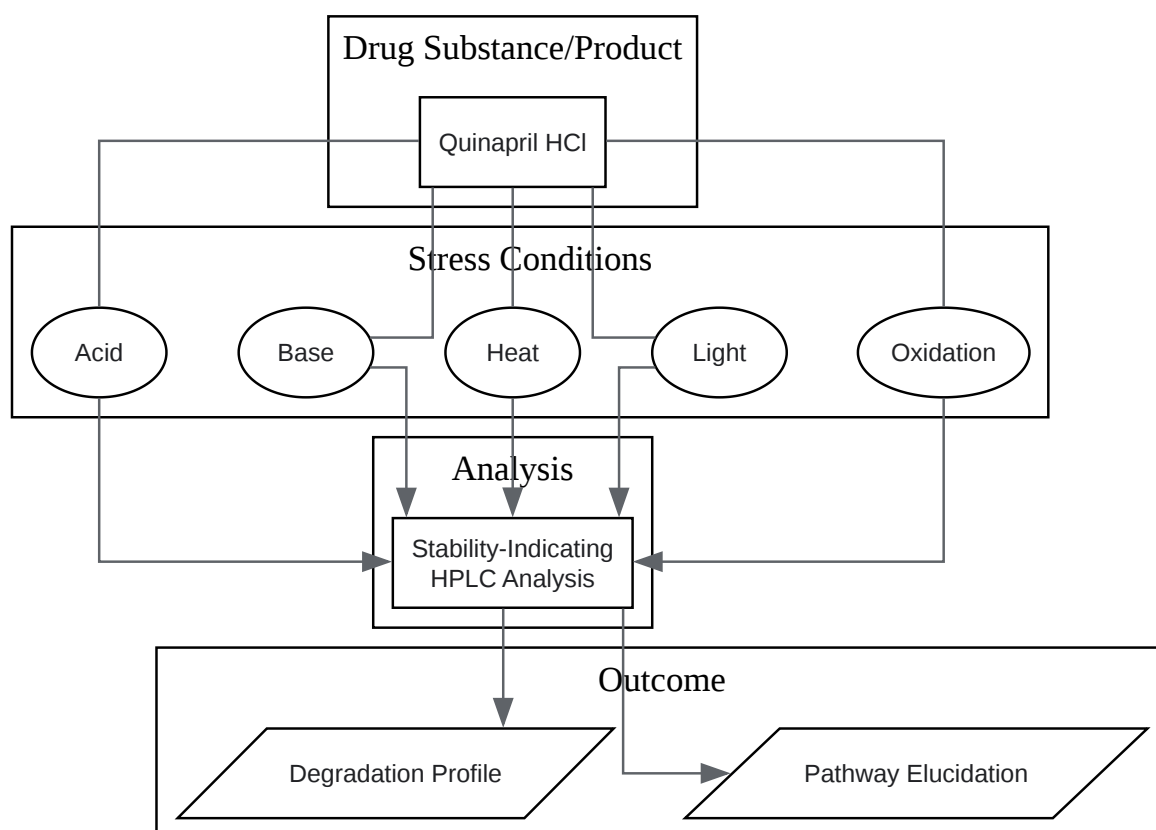 Drug Substance/Product
Quinapril HCl
Stress Conditions
Acid
Base
Heat
Light
Oxidation
Analysis
Stability-Indicating
HPLC Analysis
Outcome
Degradation Profile
Pathway Elucidation